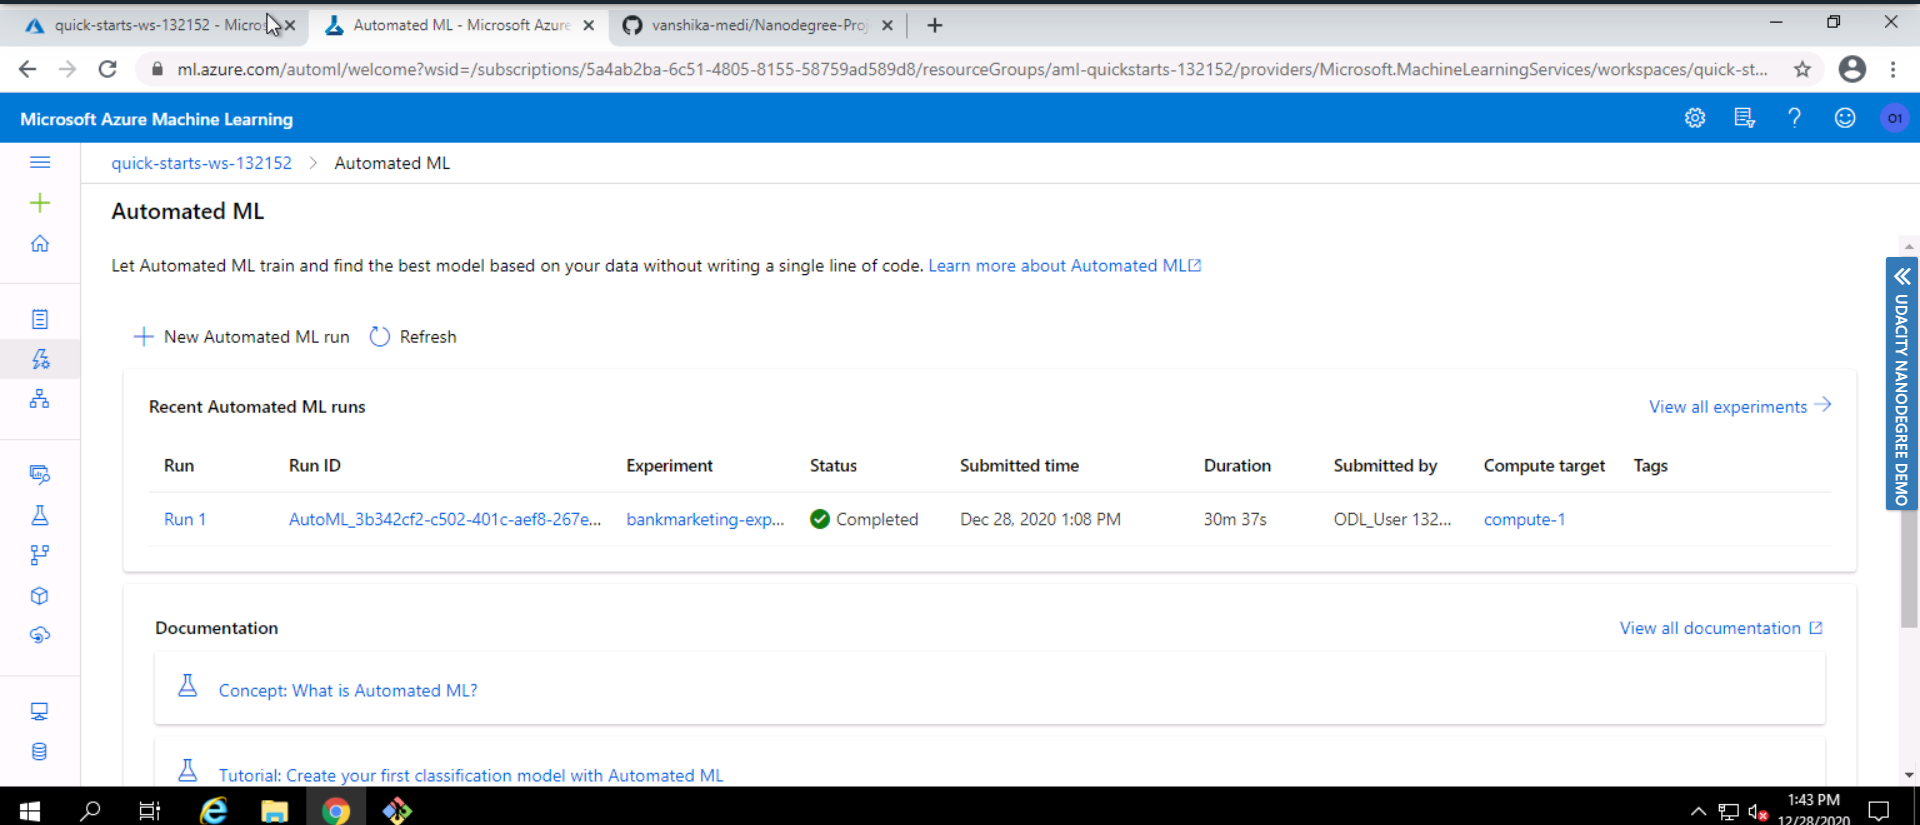 quick-starts-ws-132152 - Micros
Automated ML - Microsoft Azure
vanshika-medi/Nanodegree-Proj
ml.azure.com/automl/welcome?wsid=/subscriptions/5a4ab2ba-6c51-4805-8155-58759ad589d8/resourceGroups/aml-quickstarts-132152/providers/Microsoft.MachineLearningServices/workspaces/quick-st...
Microsoft Azure Machine Learning
O1
quick-starts-ws-132152 > Automated ML
Automated ML
Let Automated ML train and find the best model based on your data without writing a single line of code. Learn more about Automated ML
New Automated ML run Refresh
Recent Automated ML runs
View all experiments
Run Run ID Experiment Status Submitted time Duration Submitted by Compute target Tags
Run 1 AutoML_3b342cf2-c502-401c-aef8-267e... bankmarketing-exp... Completed Dec 28, 2020 1:08 PM 30m 37s ODL_User 132... compute-1
UDACITY NANODEGREE DEMO
Documentation
View all documentation
Concept: What is Automated ML?
Tutorial: Create your first classification model with Automated ML
1:43 PM
12/28/2020